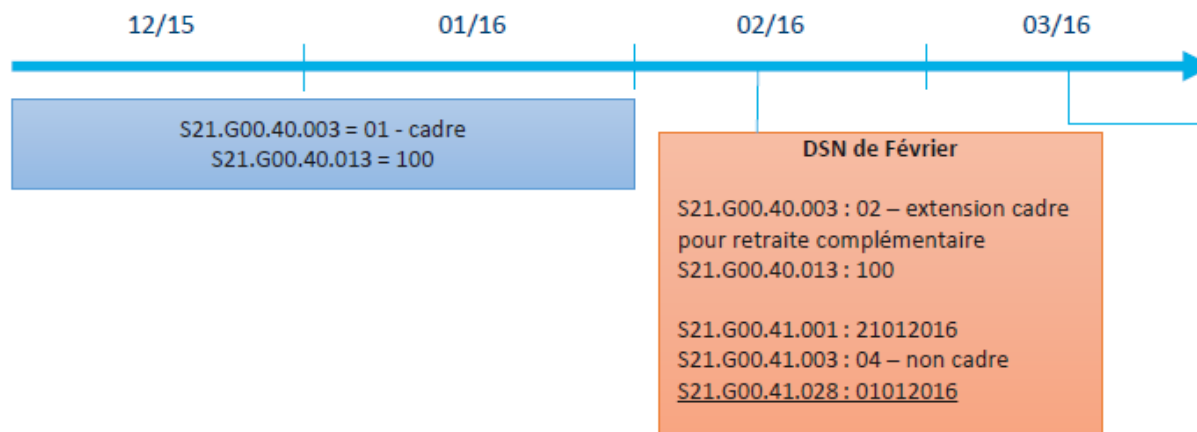 12/15 01/16 02/16 03/16
S21.G00.40.003 = 01 - cadre
S21.G00.40.013 = 100
DSN de Février
S21.G00.40.003 : 02 – extension cadre
pour retraite complémentaire
S21.G00.40.013 : 100
S21.G00.41.001 : 21012016
S21.G00.41.003 : 04 – non cadre
S21.G00.41.028 : 01012016